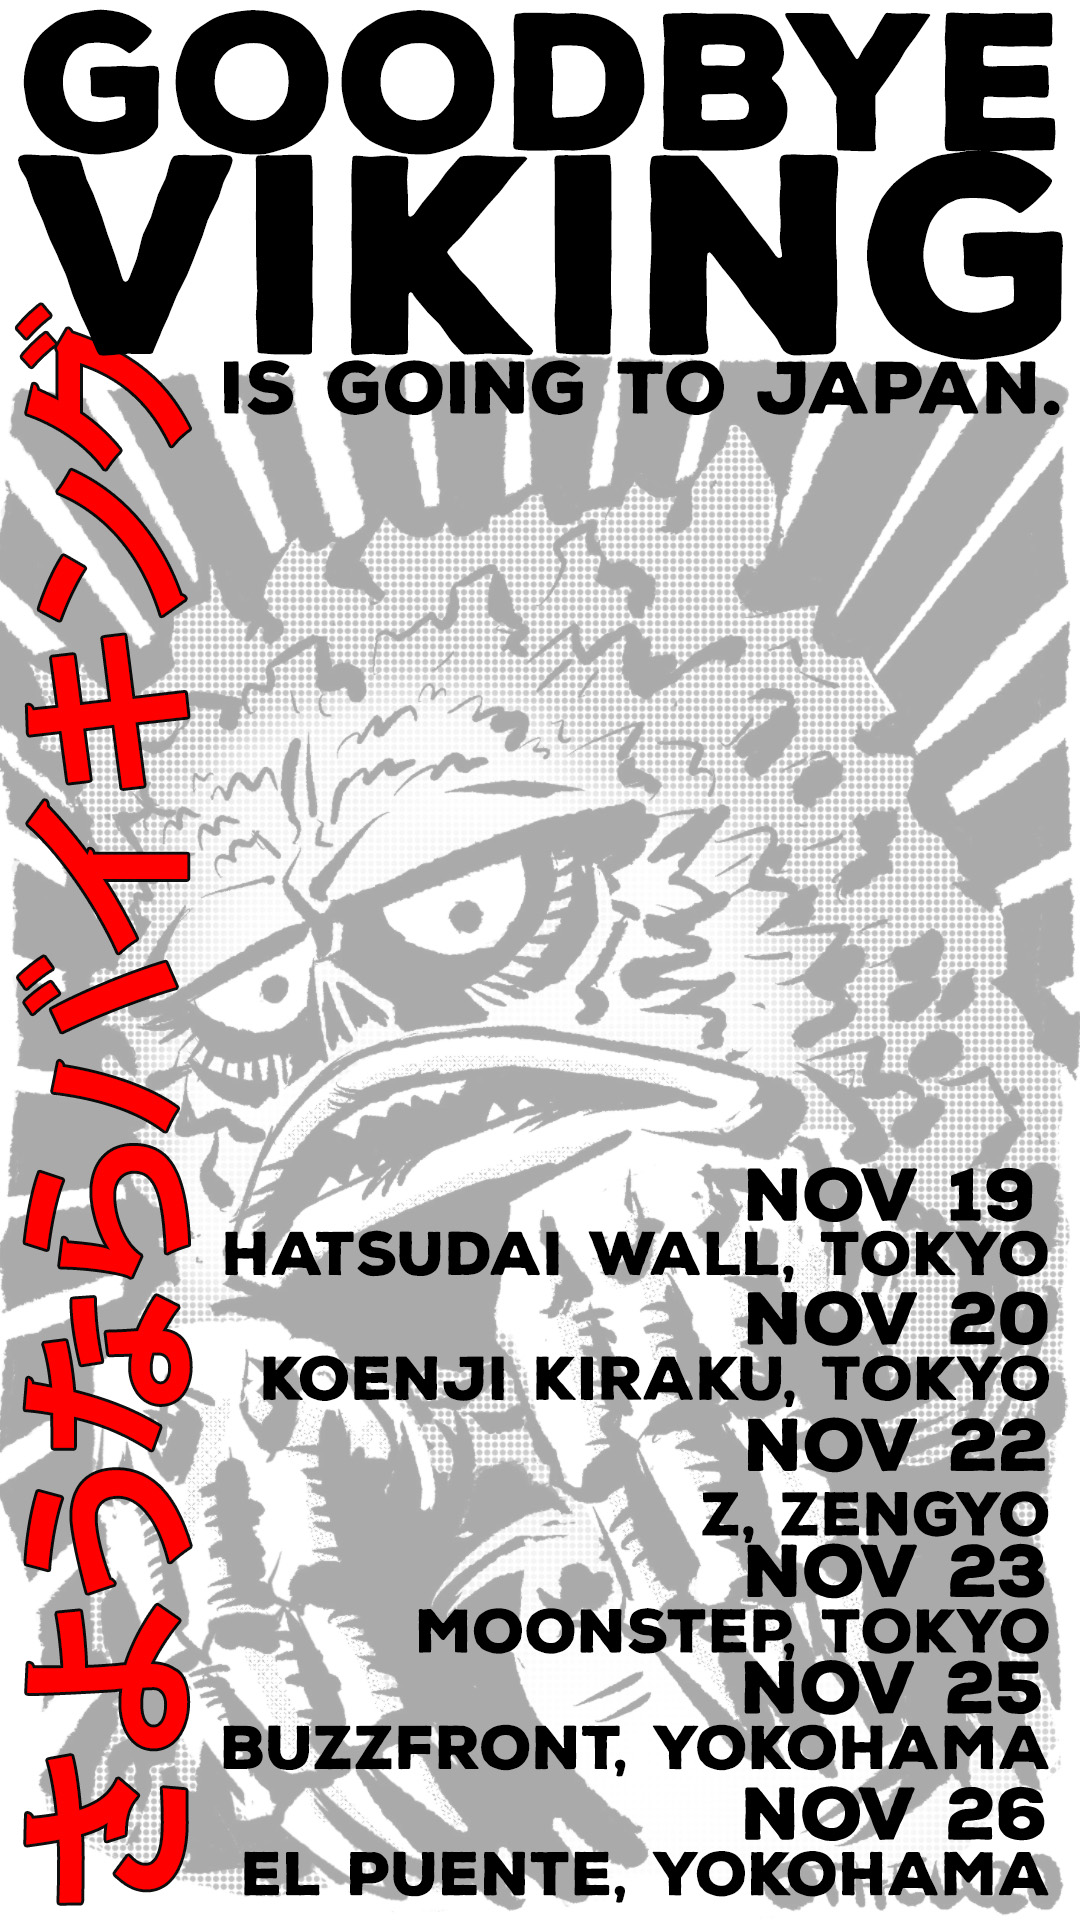 GOODBYE
VIKING
IS GOING TO JAPAN.
さようならバイキング
NOV 19
HATSUDAI WALL, TOKYO
NOV 20
KOENJI KIRAKU, TOKYO
NOV 22
Z, ZENGYO
NOV 23
MOONSTEP, TOKYO
NOV 25
BUZZFRONT, YOKOHAMA
NOV 26
EL PUENTE, YOKOHAMA